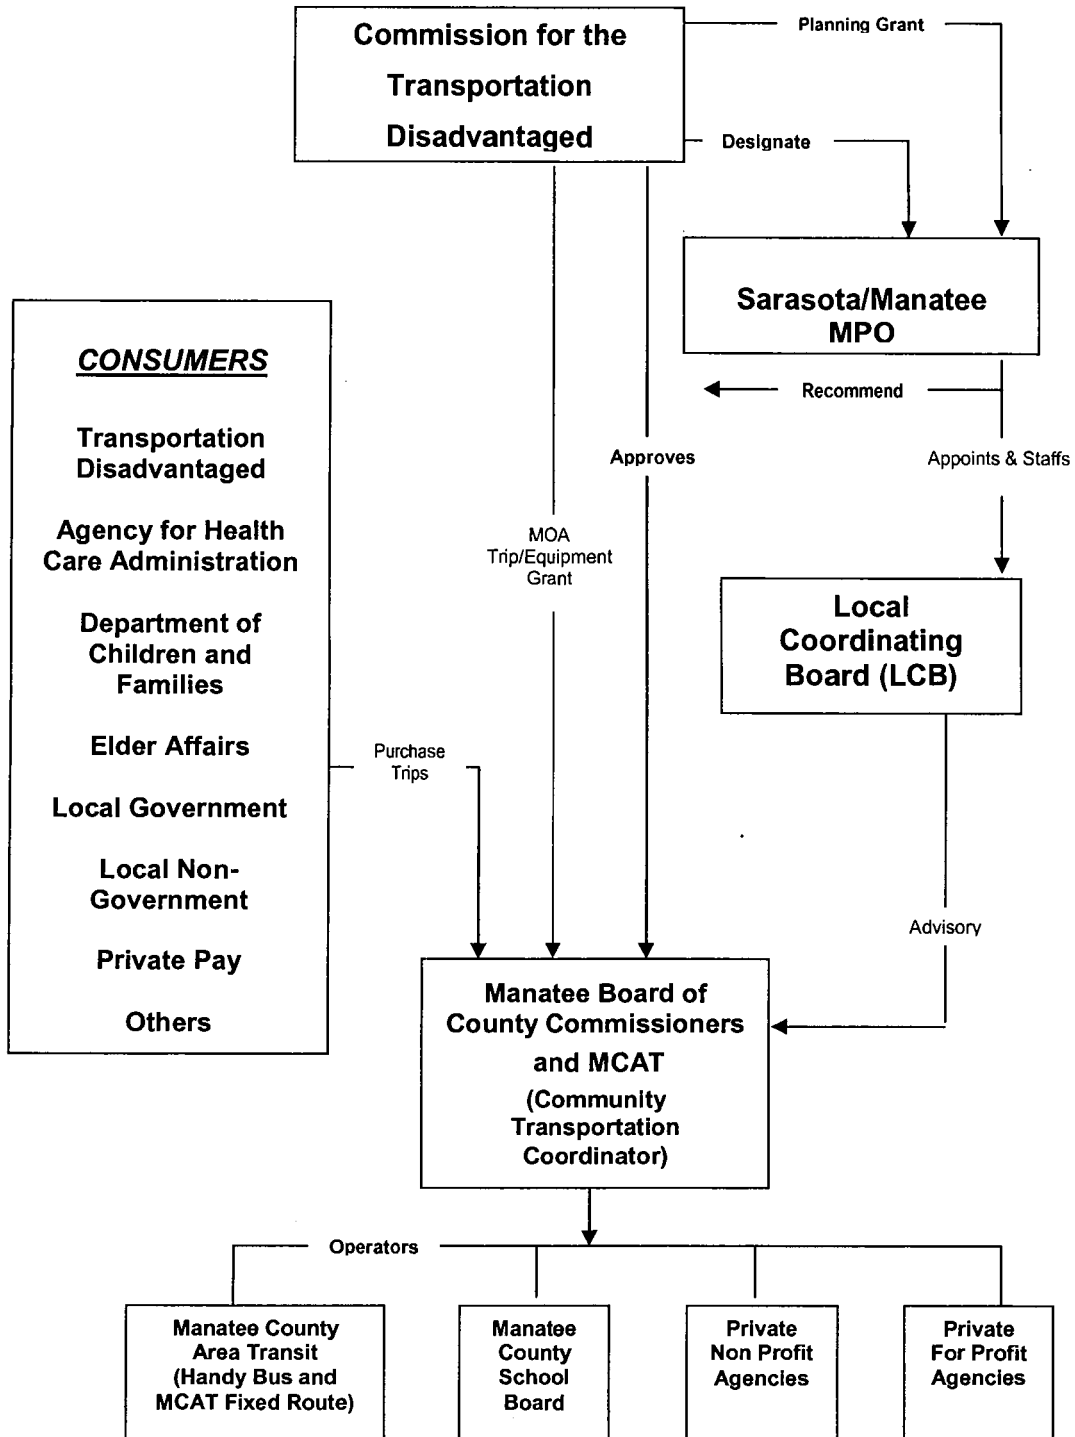 Commission for the
Transportation
Disadvantaged
Planning Grant
Designate
Sarasota/Manatee
MPO
Recommend
Appoints & Staffs
Approves
MOA
Trip/Equipment
Grant
Local
Coordinating
Board (LCB)
CONSUMERS
Transportation
Disadvantaged
Agency for Health
Care Administration
Department of
Children and
Families
Elder Affairs
Local Government
Local Non-
Government
Private Pay
Others
Purchase
Trips
Advisory
Manatee Board of
County Commissioners
and MCAT
(Community
Transportation
Coordinator)
Operators
Manatee County
Area Transit
(Handy Bus and
MCAT Fixed Route)
Manatee
County
School
Board
Private
Non Profit
Agencies
Private
For Profit
Agencies